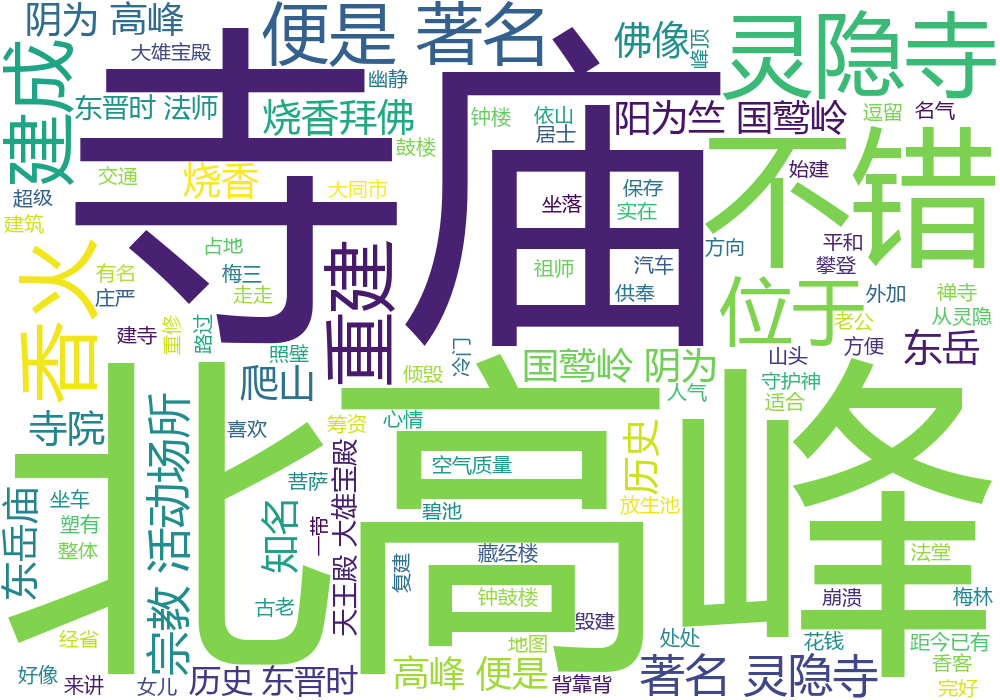 阴为 高峰
便是 著名
佛像
峰顶
灵隐寺
大雄宝殿
幽静
寺庙
建成
东晋时 法师
烧香拜佛
钟楼
依山
居士
阳为竺 国鹫岭
逗留
名气
鼓楼
不错
交通
烧香
大同市
始建
超级
保存
坐落
实在
建筑
占地
方向
平和
香火
有名
梅三
重建
祖师
汽车
攀登
庄严
走走
供奉
位于
外加
禅寺
从灵隐
建寺
重修
路过
老公
方便
东岳
照壁
冷门
国鹫岭 阴为
山头
爬山
倾毁
守护神
人气
适合
北高峰
寺院
喜欢
筹资
心情
历史
宗教 活动场所
天王殿 大雄宝殿
空气质量
菩萨
东岳庙
坐车
知名
碧池
放生池
塑有
一带
整体
藏经楼
法堂
复建
古老
钟鼓楼
崩溃
梅林
毁建
经省
地图
处处
花钱
距今已有
好像
来讲
女儿
历史 东晋时
高峰 便是
背靠背
著名 灵隐寺
香客
完好